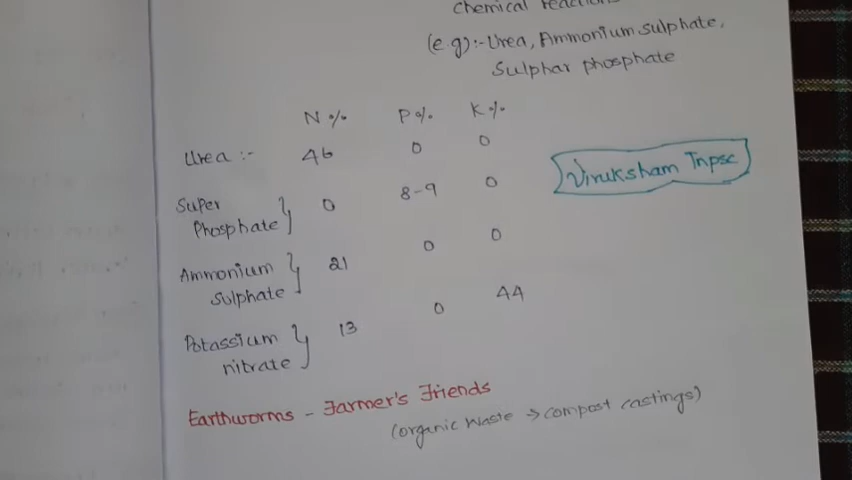 chemical reactions
(e.g):- Urea, Ammonium sulphate,
Sulphar phosphate
N% P% K%
Urea :- 46 0 0
Super Phosphate } 0 8-9 0
Viruksham Tnpsc
Ammonium Sulphate } 21 0 0
Potassium nitrate } 13 0 44
Earthworms - Farmer's Friends
(organic waste → compost castings)